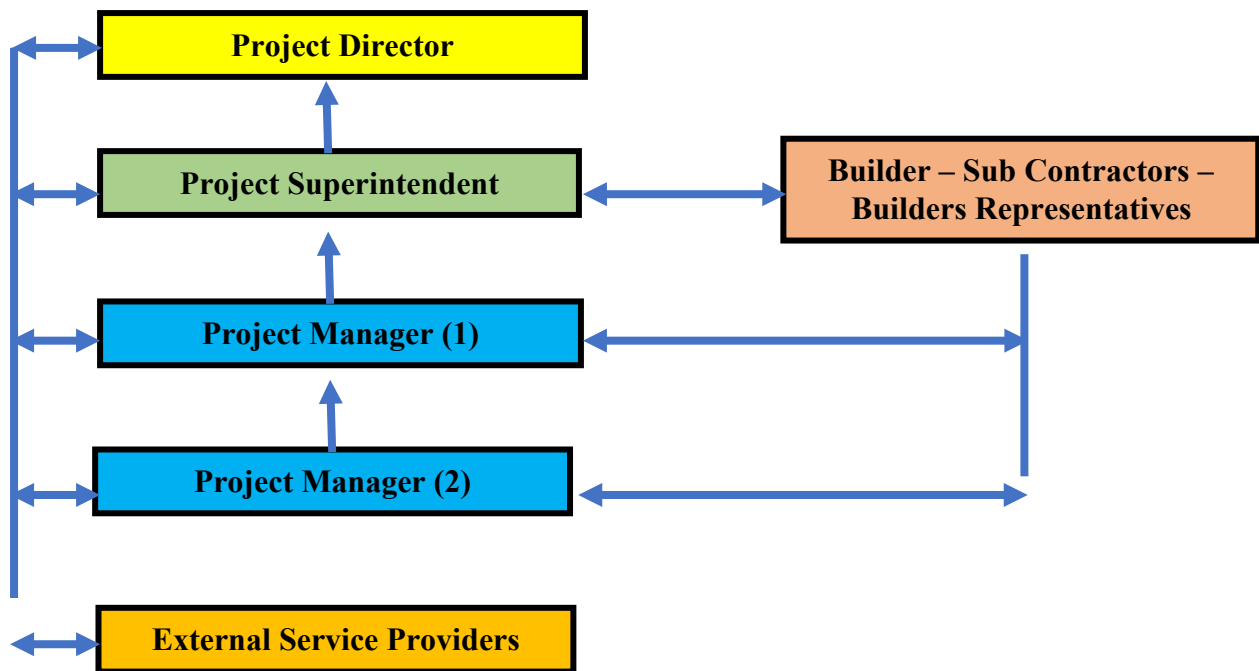 Project Director
Project Superintendent
Builder – Sub Contractors –
Builders Representatives
Project Manager (1)
Project Manager (2)
External Service Providers